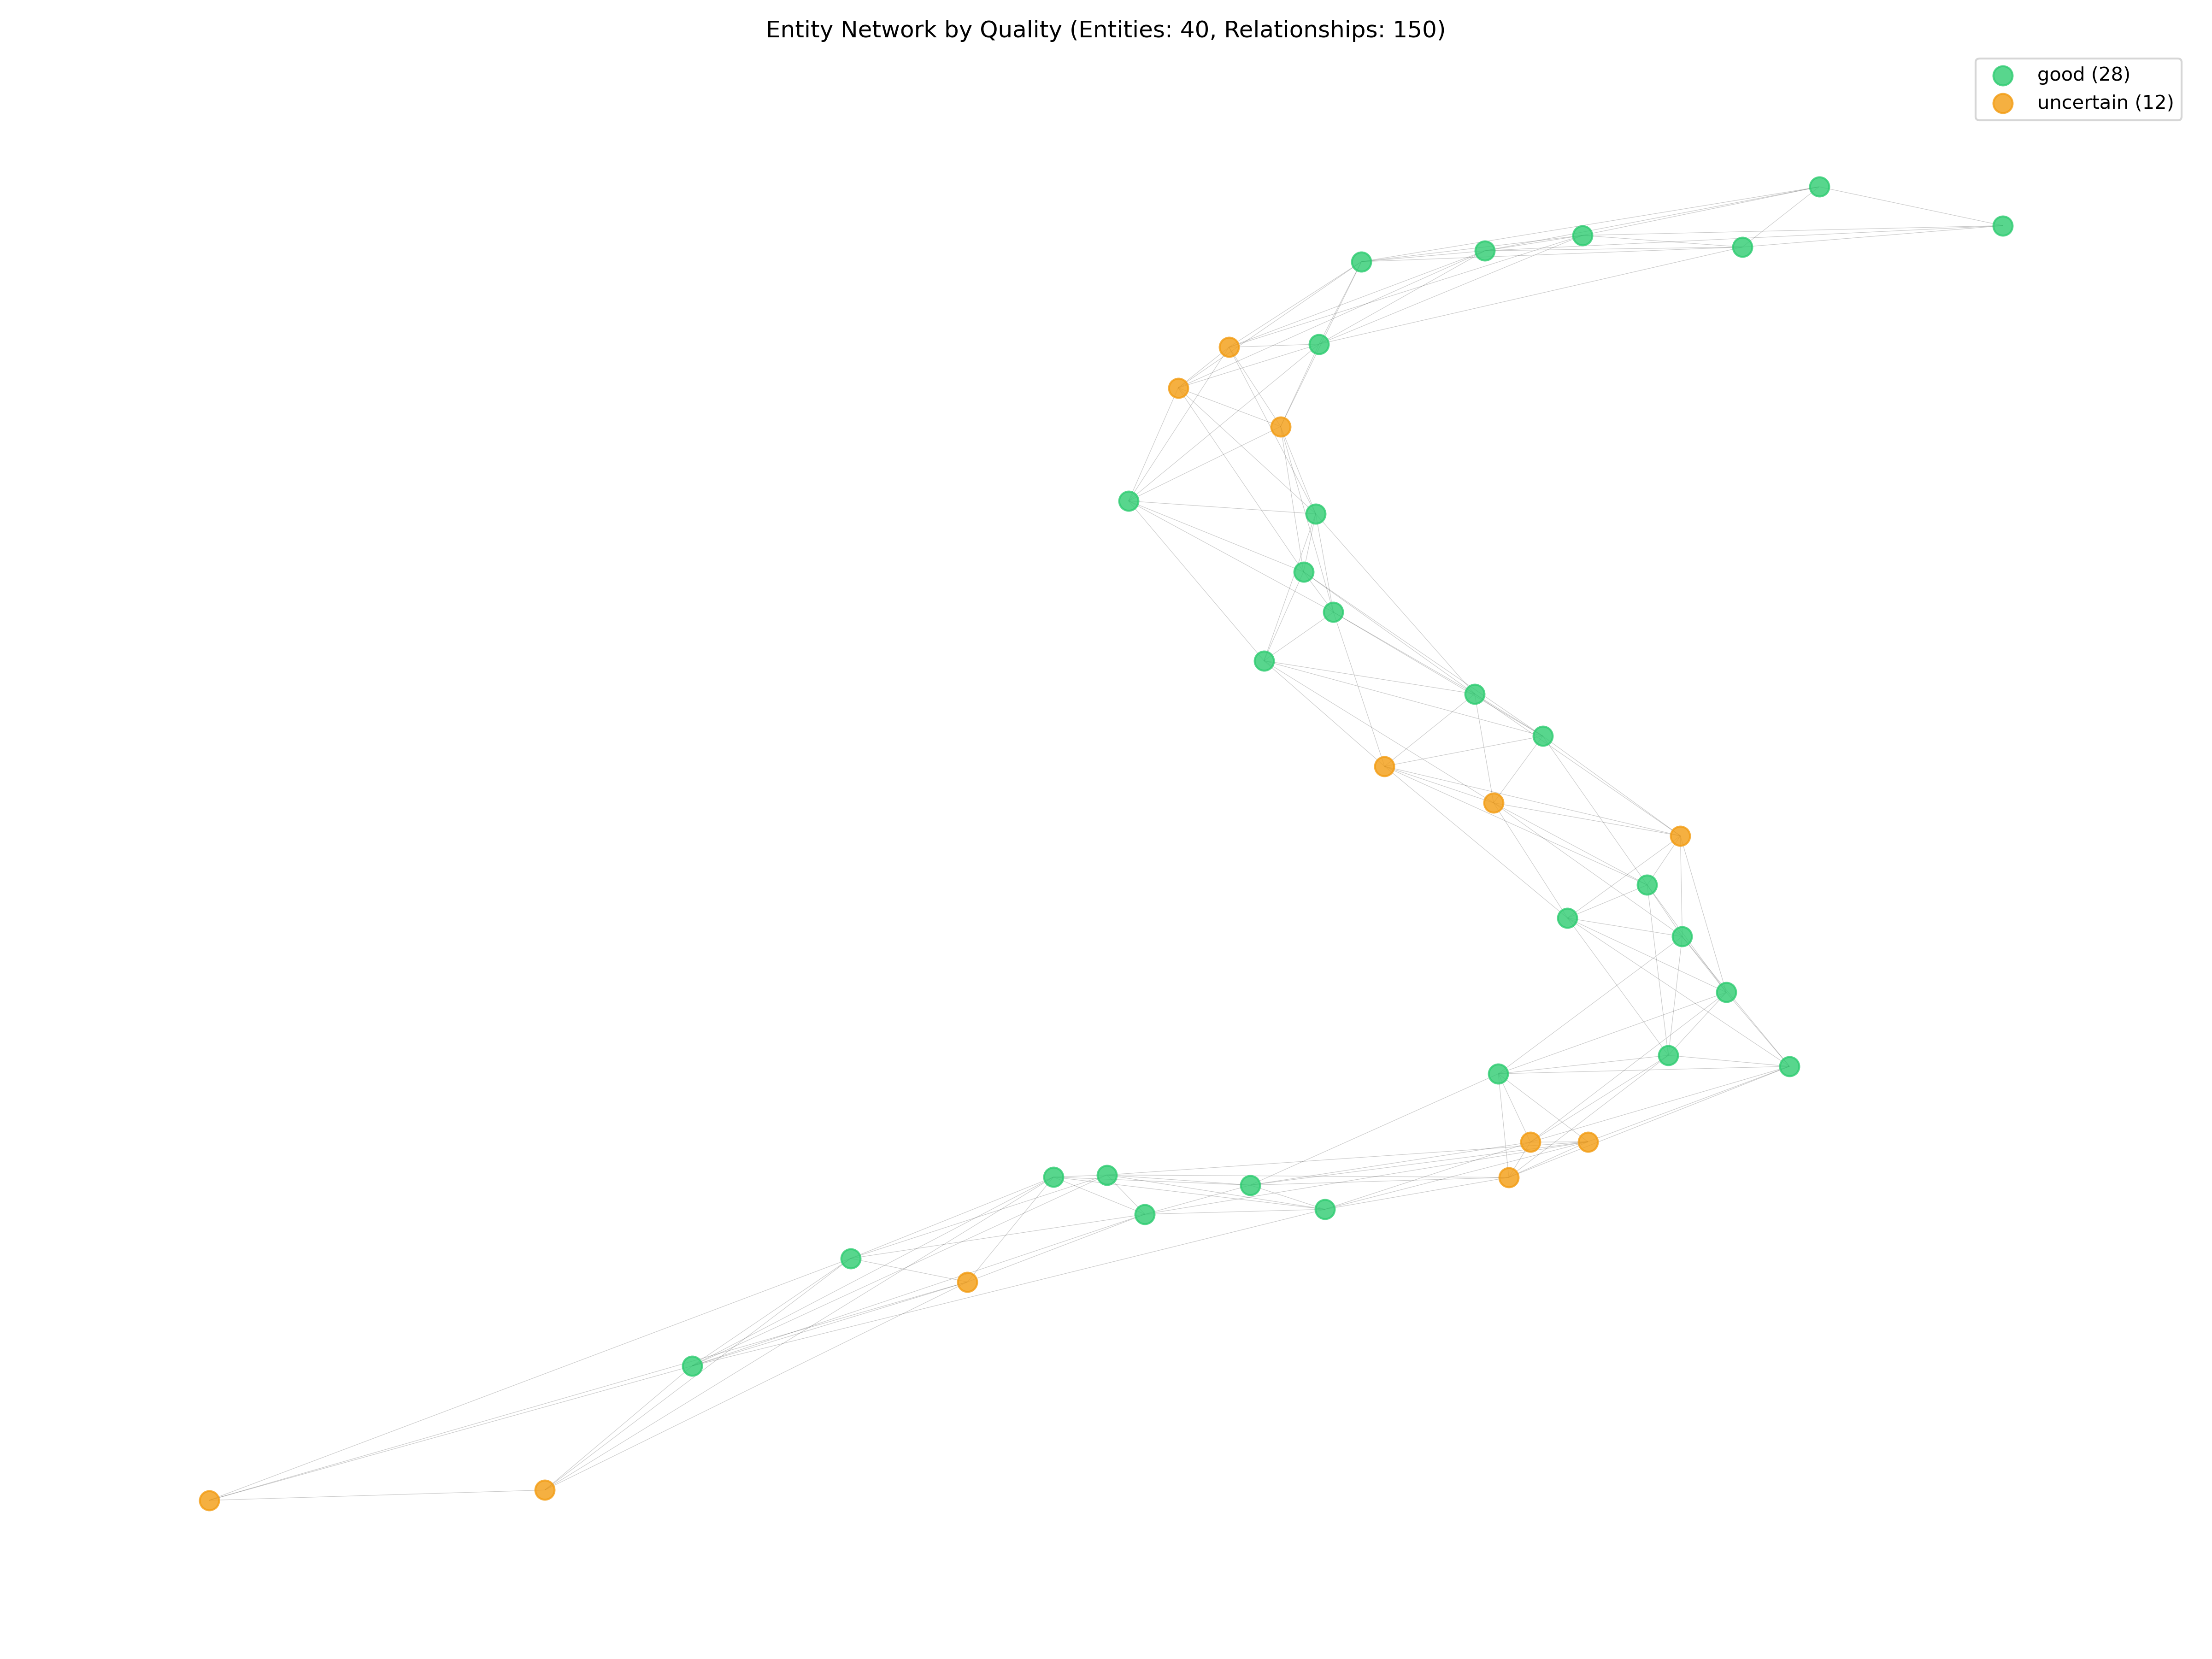 Entity Network by Quality (Entities: 40, Relationships: 150)
good (28)
uncertain (12)